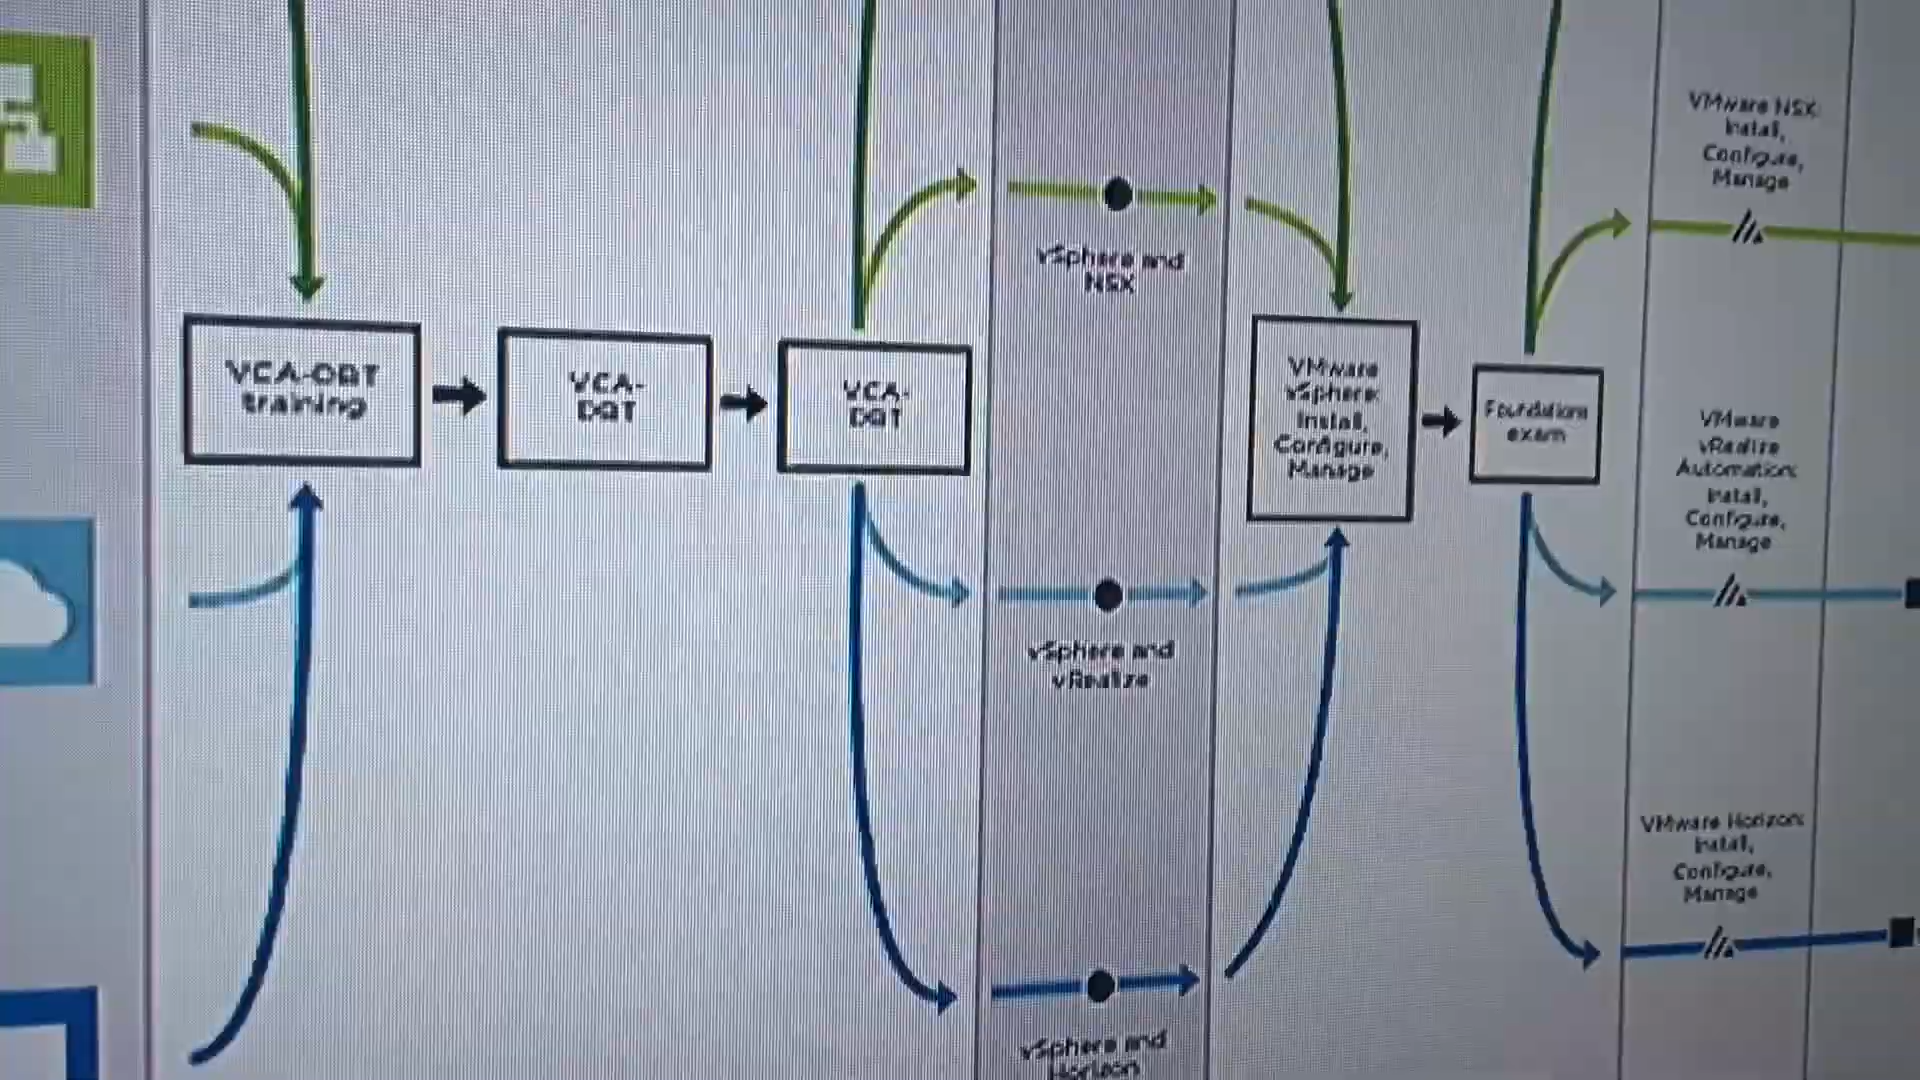 VCA-DBT
training
VCA-
DBT
VCA-
DBT
vSphere and
NSX
vSphere and
vRealize
vSphere and
Horizon
VMware
vSphere:
Install,
Configure,
Manage
Foundations
exam
VMware NSX:
Install,
Configure,
Manage
VMware
vRealize
Automation:
Install,
Configure,
Manage
VMware Horizon:
Install,
Configure,
Manage